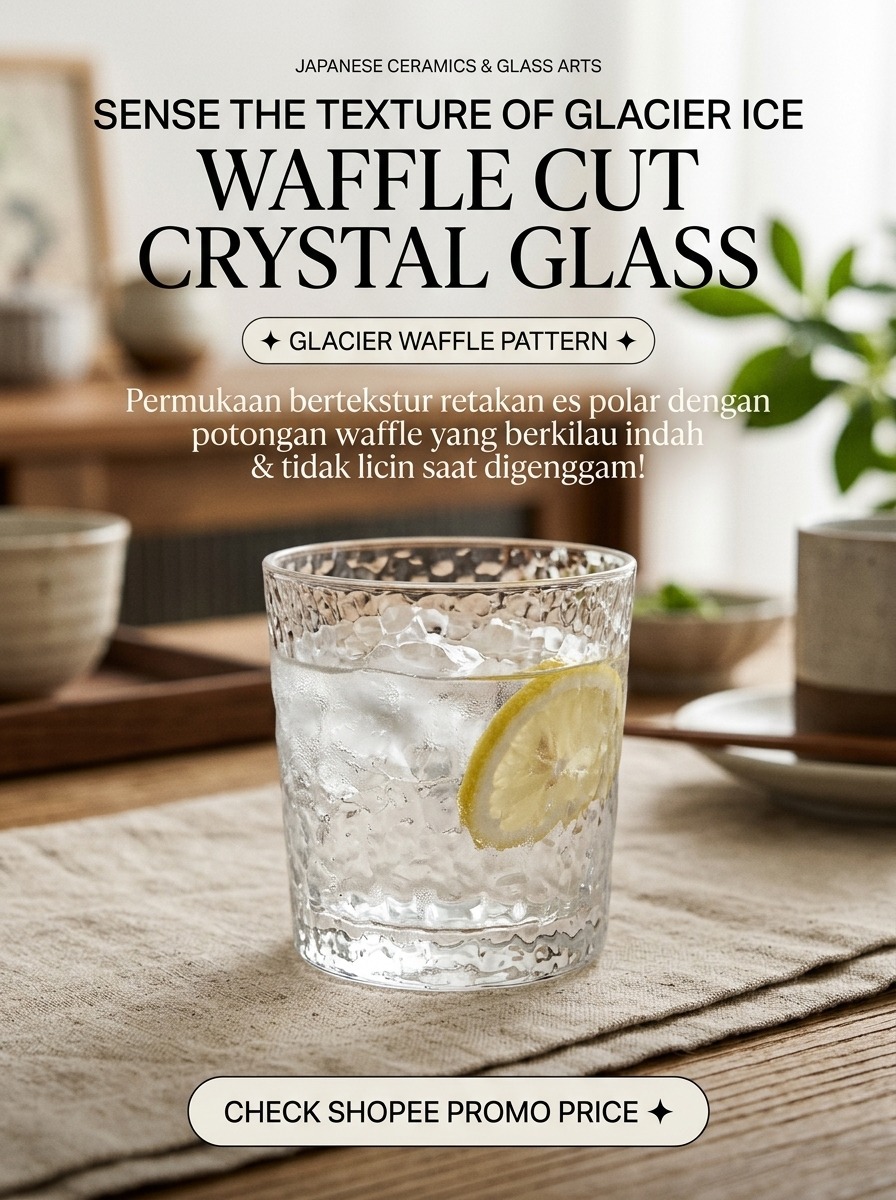 JAPANESE CERAMICS & GLASS ARTS
SENSE THE TEXTURE OF GLACIER ICE
WAFFLE CUT
CRYSTAL GLASS
✦ GLACIER WAFFLE PATTERN ✦
Permukaan bertekstur retakan es polar dengan
potongan waffle yang berkilau indah
& tidak licin saat digenggam!
CHECK SHOPEE PROMO PRICE ✦